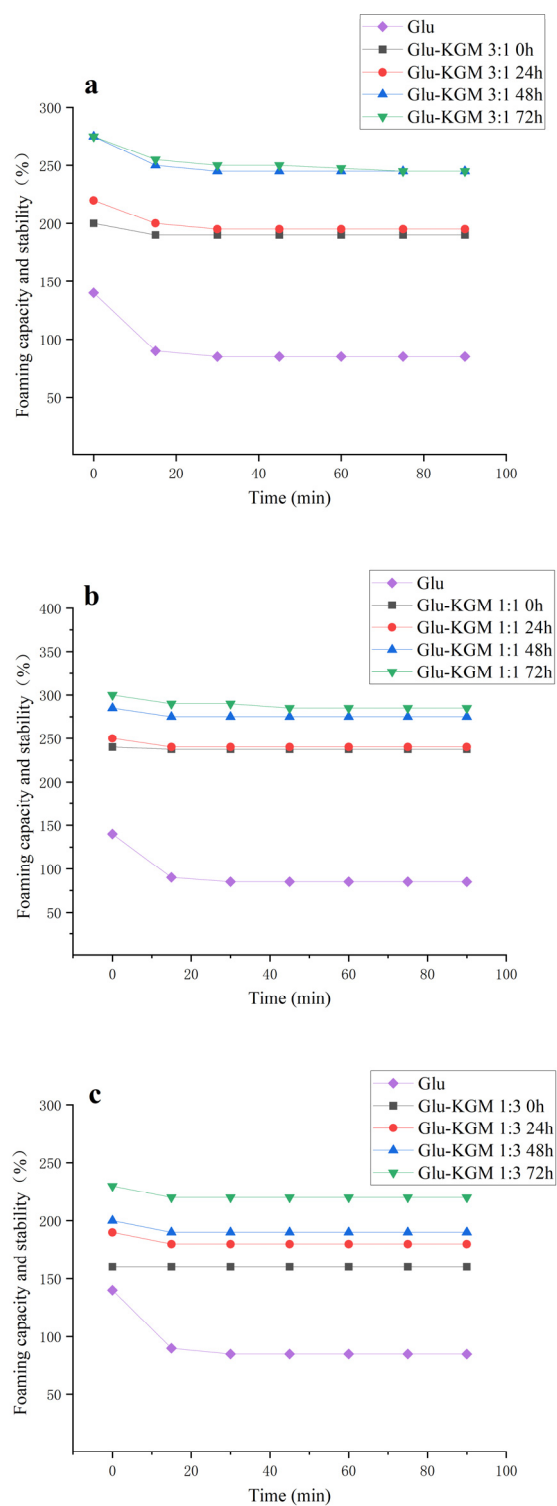 Glu
Glu-KGM 3:1 0h
Glu-KGM 3:1 24h
Glu-KGM 3:1 48h
Glu-KGM 3:1 72h
a
300
250
200
150
100
50
Foaming capacity and stability（%）
0 20 40 60 80 100
Time (min)
Glu
Glu-KGM 1:1 0h
Glu-KGM 1:1 24h
Glu-KGM 1:1 48h
Glu-KGM 1:1 72h
b
400
350
300
250
200
150
100
50
Foaming capacity and stability（%）
0 20 40 60 80 100
Time (min)
Glu
Glu-KGM 1:3 0h
Glu-KGM 1:3 24h
Glu-KGM 1:3 48h
Glu-KGM 1:3 72h
c
300
250
200
150
100
50
Foaming capacity and stability（%）
0 20 40 60 80 100
Time (min)